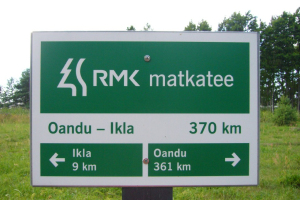 RMK matkatee
Oandu – Ikla 370 km
Ikla
9 km
Oandu
361 km